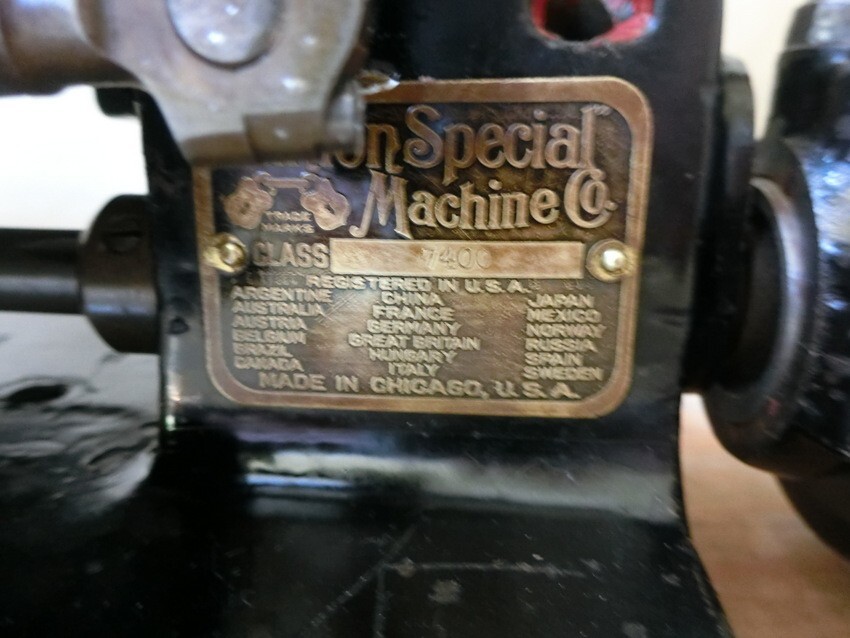 Special
Machine Co.
TRADE
MARKS
CLASS 7400
REGISTERED IN U.S.A.
ARGENTINE CHINA JAPAN
AUSTRALIA FRANCE MEXICO
AUSTRIA GERMANY NORWAY
BELGIUM GREAT BRITAIN RUSSIA
BRAZIL HUNGARY SPAIN
CANADA ITALY SWEDEN
MADE IN CHICAGO, U.S.A.